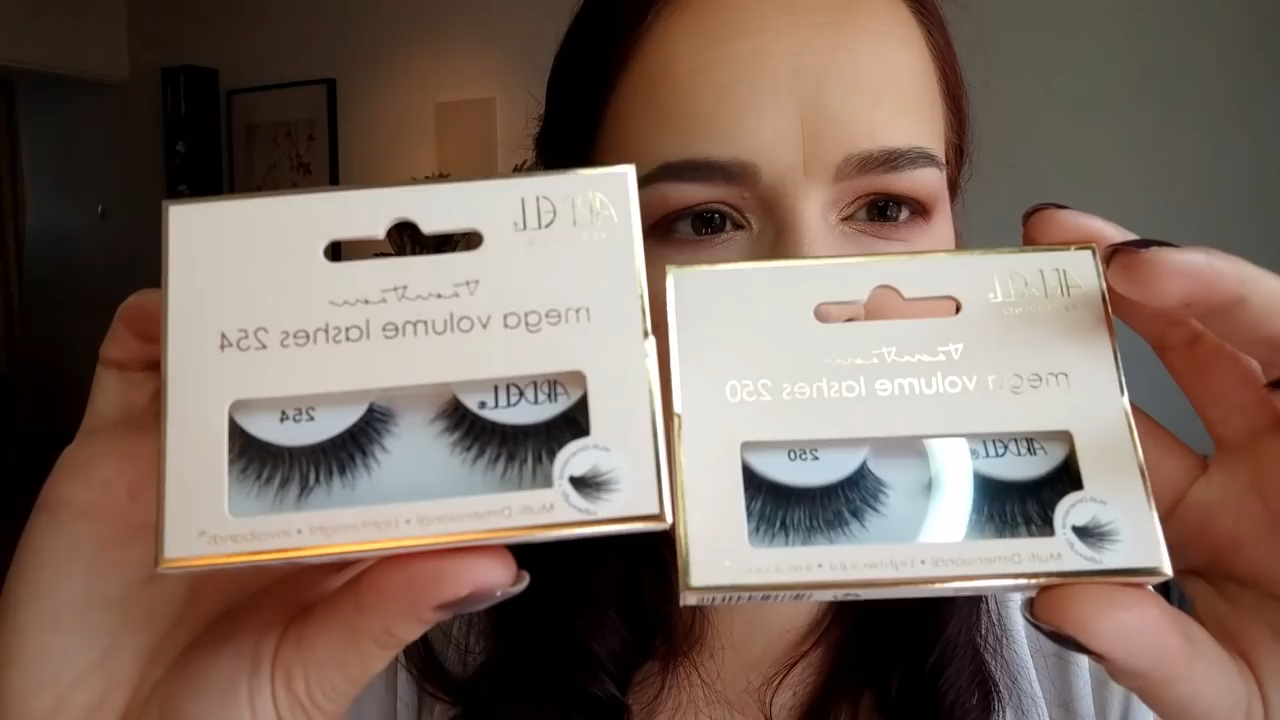 ARDELL
mega volume lashes 254
254
ARDELL
Multi-Dimensional • Lightweight • Invisibands®
ARDELL
mega volume lashes 250
250
ARDELL®
Multi-Dimensional • Lightweight •